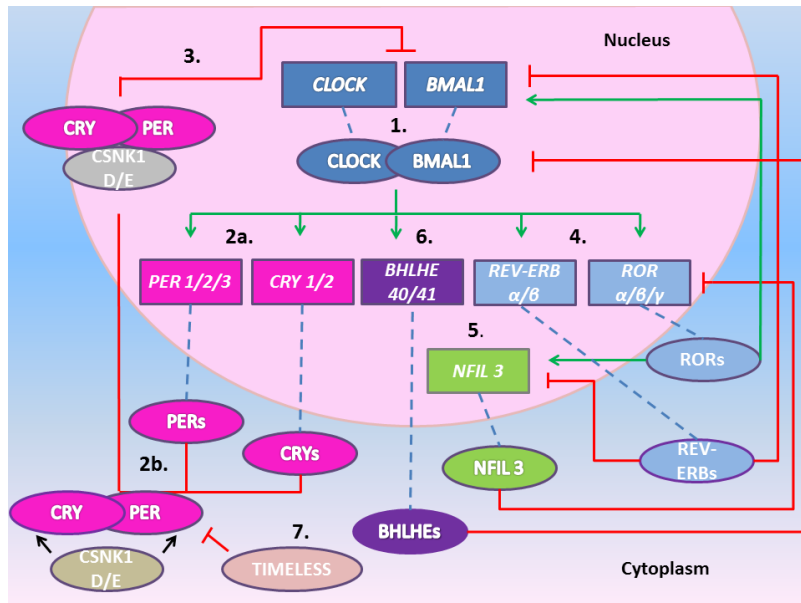 3.
Nucleus
CLOCK
BMAL1
CRY
PER
CSNK1
D/E
1.
CLOCK
BMAL1
2a.
6.
4.
PER 1/2/3
CRY 1/2
BHLHE
40/41
REV-ERB
α/β
ROR
α/β/γ
5.
NFIL 3
RORs
PERs
CRYs
2b.
NFIL 3
REV-
ERBs
CRY
PER
7.
BHLHEs
CSNK1
D/E
TIMELESS
Cytoplasm